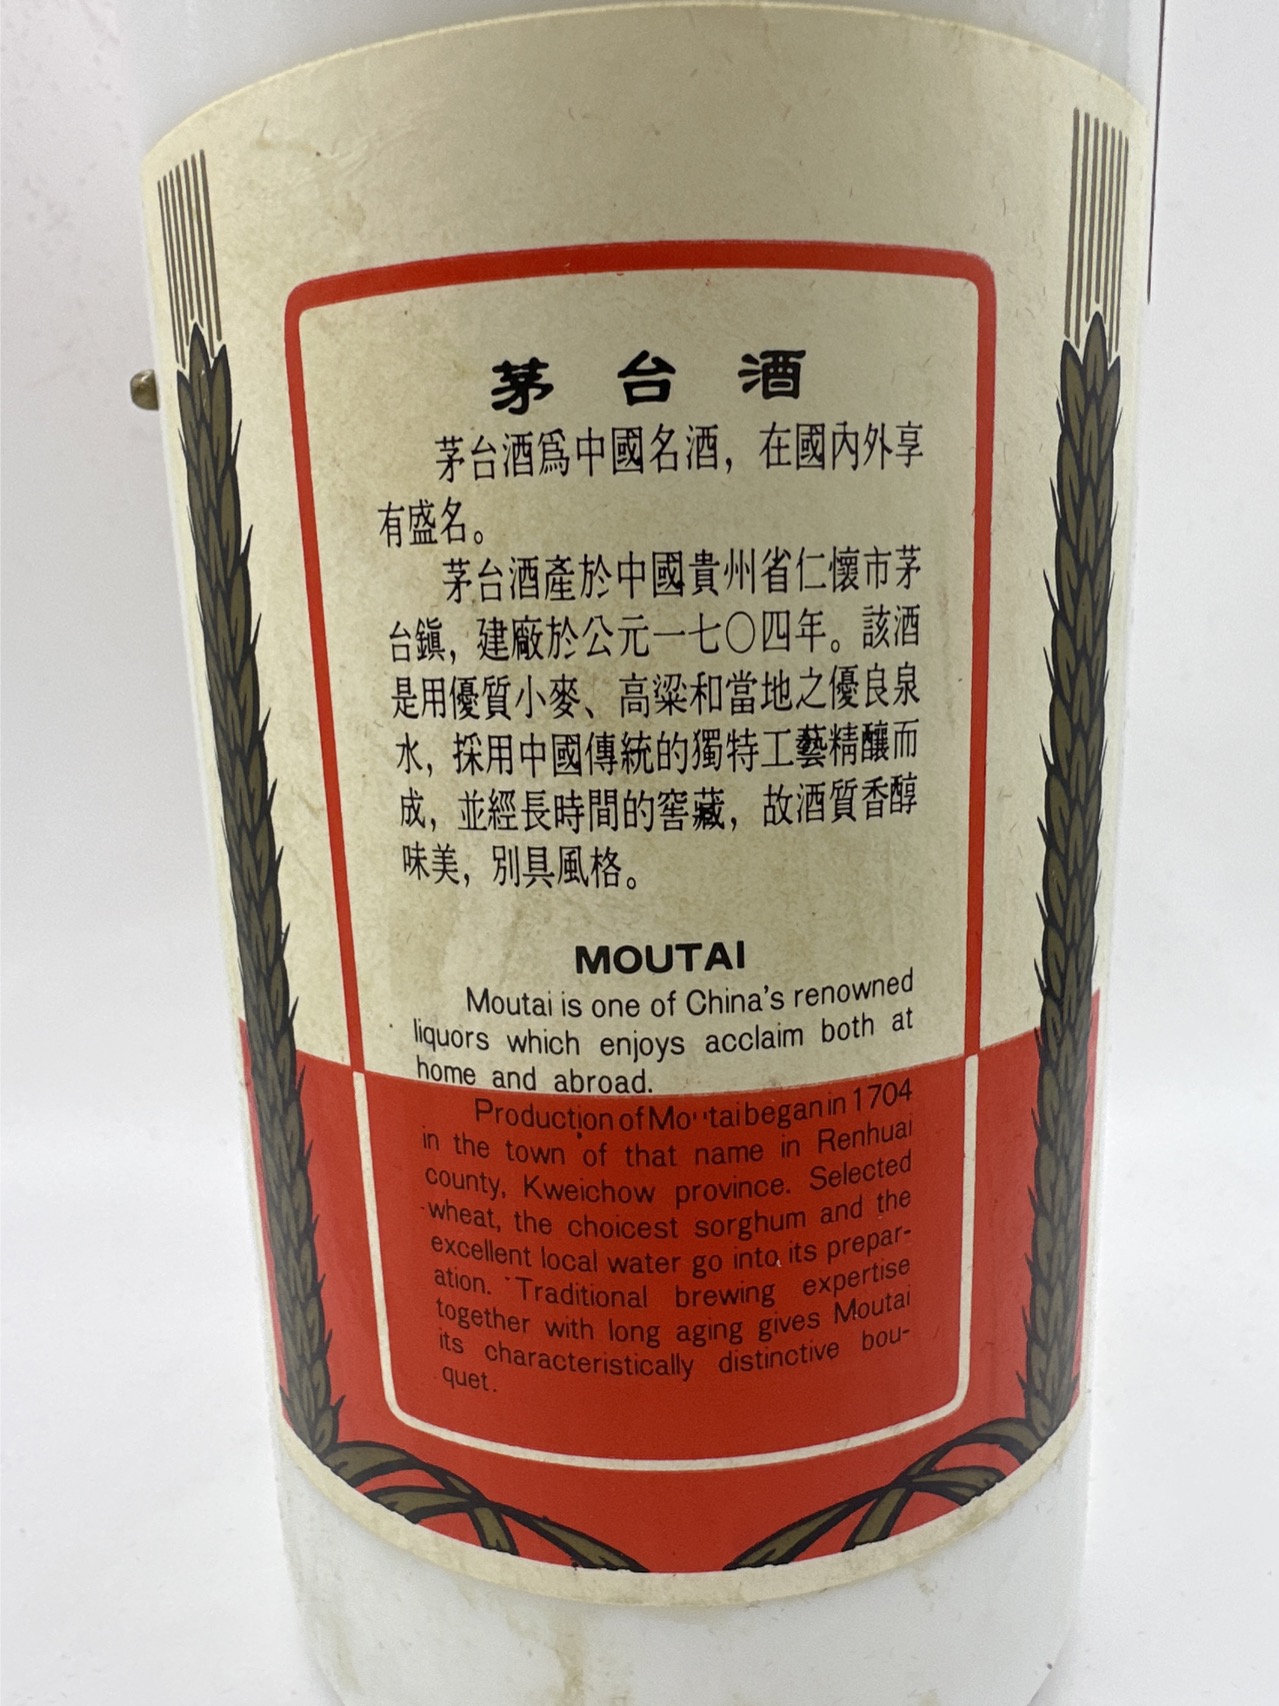 茅台酒
茅台酒爲中國名酒，在國內外享
有盛名。
茅台酒產於中國貴州省仁懷市茅
台鎮，建廠於公元一七〇四年。該酒
是用優質小麥、高粱和當地之優良泉
水，採用中國傳統的獨特工藝精釀而
成，並經長時間的窖藏，故酒質香醇
味美，別具風格。
MOUTAI
Moutai is one of China's renowned
liquors which enjoys acclaim both at
home and abroad.
Production of Moutai began in 1704
in the town of that name in Renhuai
county, Kweichow province. Selected
wheat, the choicest sorghum and the
excellent local water go into its prepar-
ation. Traditional brewing expertise
together with long aging gives Moutai
its characteristically distinctive bou-
quet.